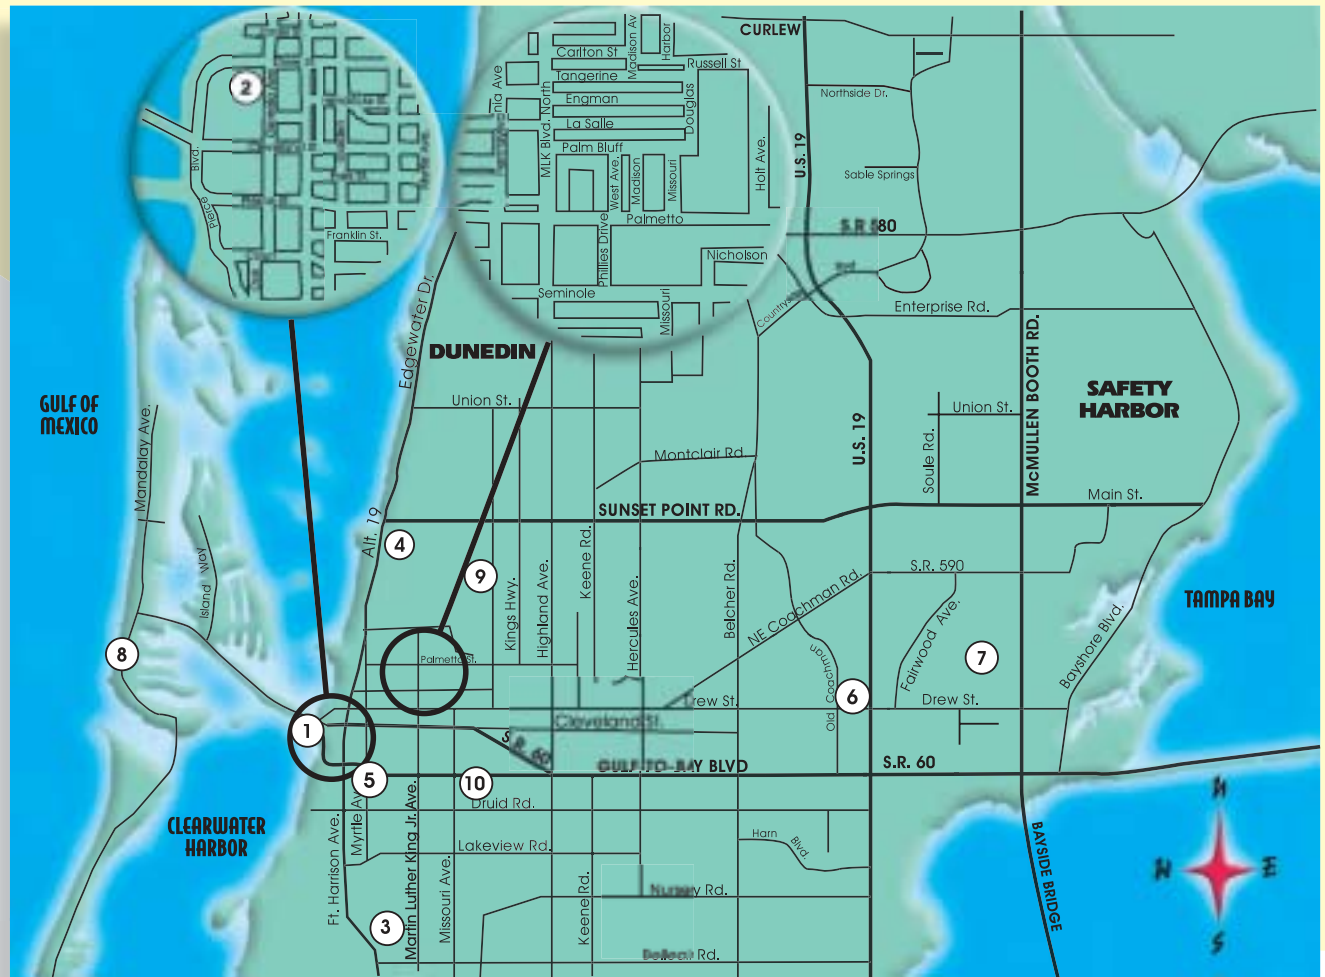 CURLEW
Carlton St
Madison Av
Harbor
Russell St
Tangerine
Engman
La Salle
Palm Bluff
MLK Blvd. North
Douglas
Holt Ave.
West Ave.
Madison
Missouri
Palmetto
Phillies Drive
Nicholson
Seminole
Missouri
2
Blvd.
Pierce
Franklin St.
Northside Dr.
U.S. 19
Sable Springs
S.R 580
Enterprise Rd.
Edgewater Dr.
DUNEDIN
McMULLEN BOOTH RD.
SAFETY
HARBOR
GULF OF
MEXICO
Mandalay Ave.
Union St.
Union St.
U.S. 19
Soule Rd.
Montclair Rd.
Main St.
SUNSET POINT RD.
Alt. 19
4
Island Way
9
Kings Hwy.
Highland Ave.
Keene Rd.
Hercules Ave.
Belcher Rd.
NE Coachman Rd.
S.R. 590
Fairwood Ave.
TAMPA BAY
Bayshore Blvd.
8
Palmetto St.
7
Old Coachman
6
Drew St.
Drew St.
1
Cleveland St.
S.R. 60
GULF-TO-BAY BLVD
S.R. 60
5
10
Druid Rd.
CLEARWATER
HARBOR
Ft. Harrison Ave.
Myrtle Av
Martin Luther King Jr. Ave.
Missouri Ave.
Lakeview Rd.
Harn
Blvd.
Keene Rd.
Nursery Rd.
3
Belleair Rd.
BAYSIDE BRIDGE
N
E
S